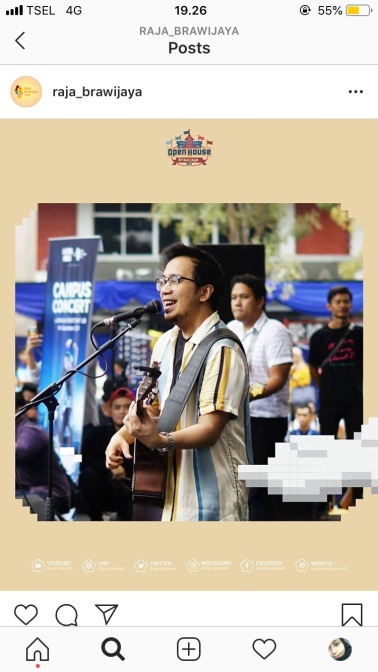 TSEL 4G 19.26 55%
RAJA_BRAWIJAYA
Posts
raja_brawijaya
Open House
CAMPUS
CONCERT
YOUTUBE
LINE
TWITTER
INSTAGRAM
FACEBOOK
WEBSITE